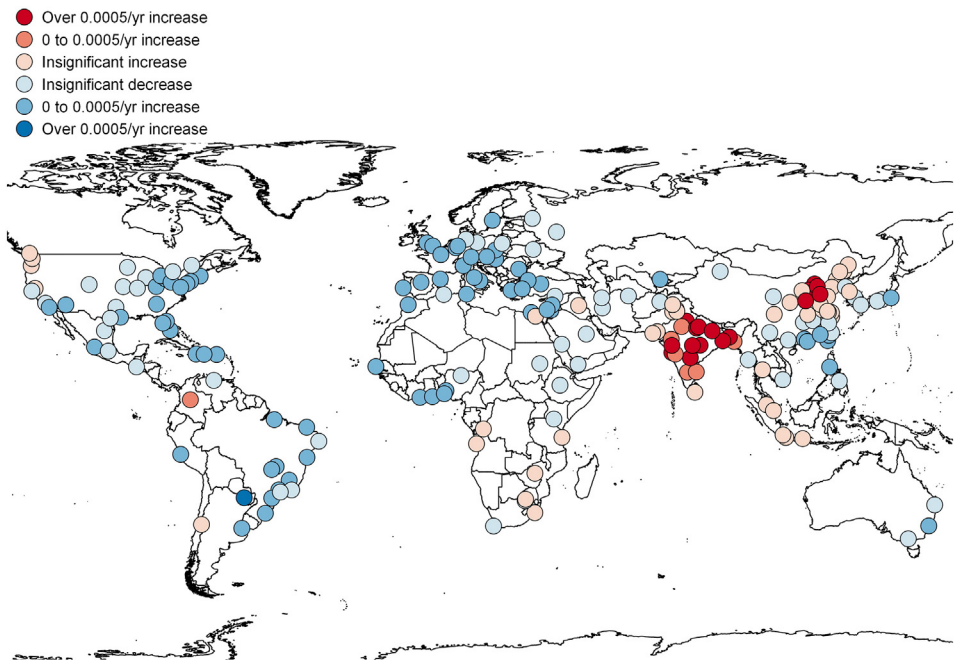 Over 0.0005/yr increase
0 to 0.0005/yr increase
Insignificant increase
Insignificant decrease
0 to 0.0005/yr increase
Over 0.0005/yr increase